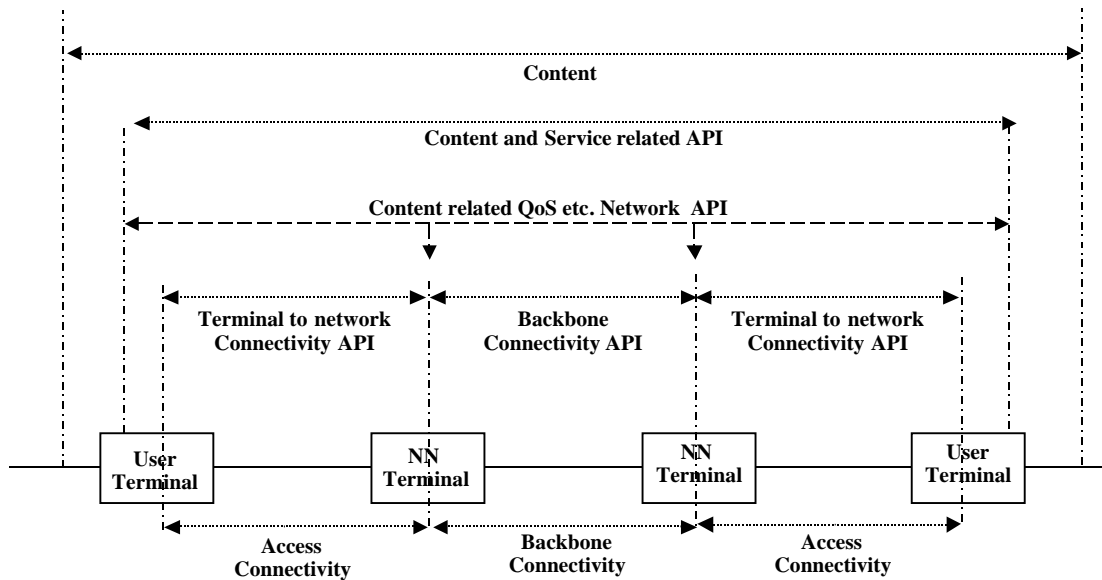 Content
Content and Service related API
Content related QoS etc. Network API
Terminal to network
Connectivity API
Backbone
Connectivity API
Terminal to network
Connectivity API
User
Terminal
NN
Terminal
NN
Terminal
User
Terminal
Access
Connectivity
Backbone
Connectivity
Access
Connectivity